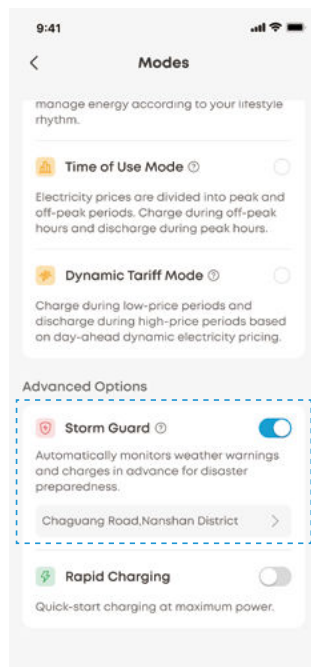 9:41
Modes
manage energy according to your lifestyle
rhythm.
Time of Use Mode
Electricity prices are divided into peak and
off-peak periods. Charge during off-peak
hours and discharge during peak hours.
Dynamic Tariff Mode
Charge during low-price periods and
discharge during high-price periods based
on day-ahead dynamic electricity pricing.
Advanced Options
Storm Guard
Automatically monitors weather warnings
and charges in advance for disaster
preparedness.
Chaguang Road,Nanshan District
Rapid Charging
Quick-start charging at maximum power.